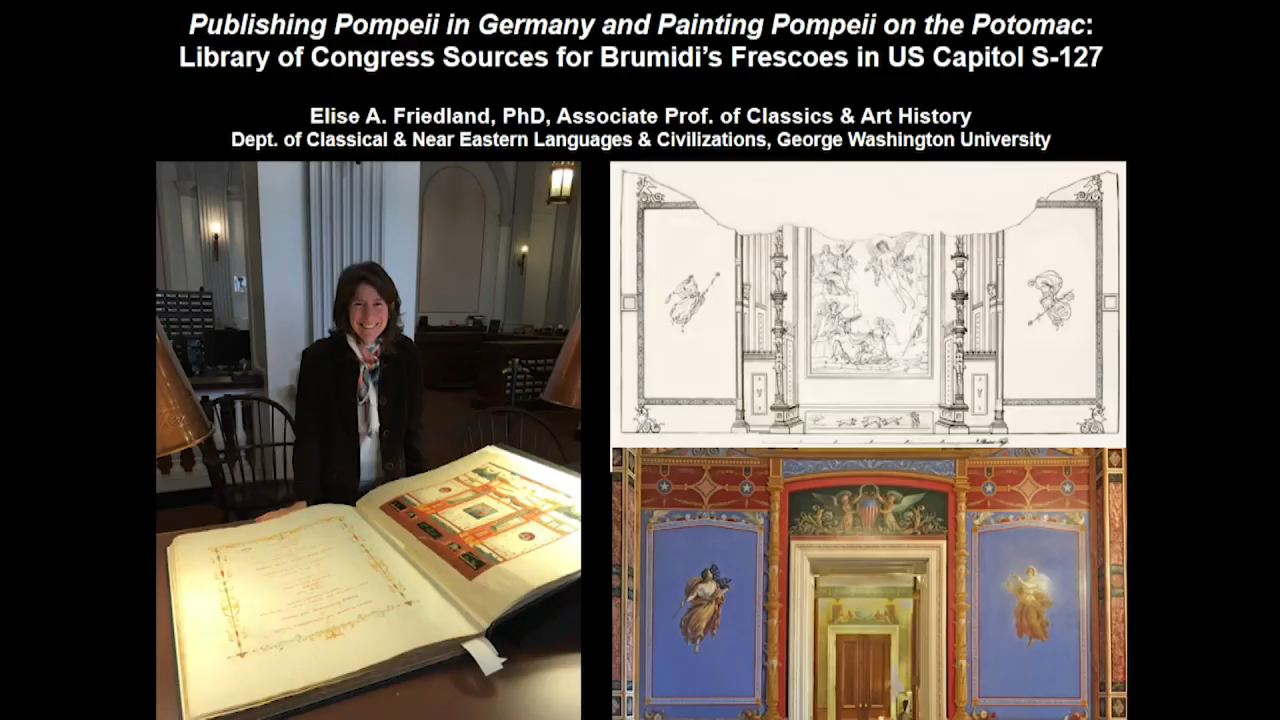 Publishing Pompeii in Germany and Painting Pompeii on the Potomac:
Library of Congress Sources for Brumidi's Frescoes in US Capitol S-127
Elise A. Friedland, PhD, Associate Prof. of Classics & Art History
Dept. of Classical & Near Eastern Languages & Civilizations, George Washington University